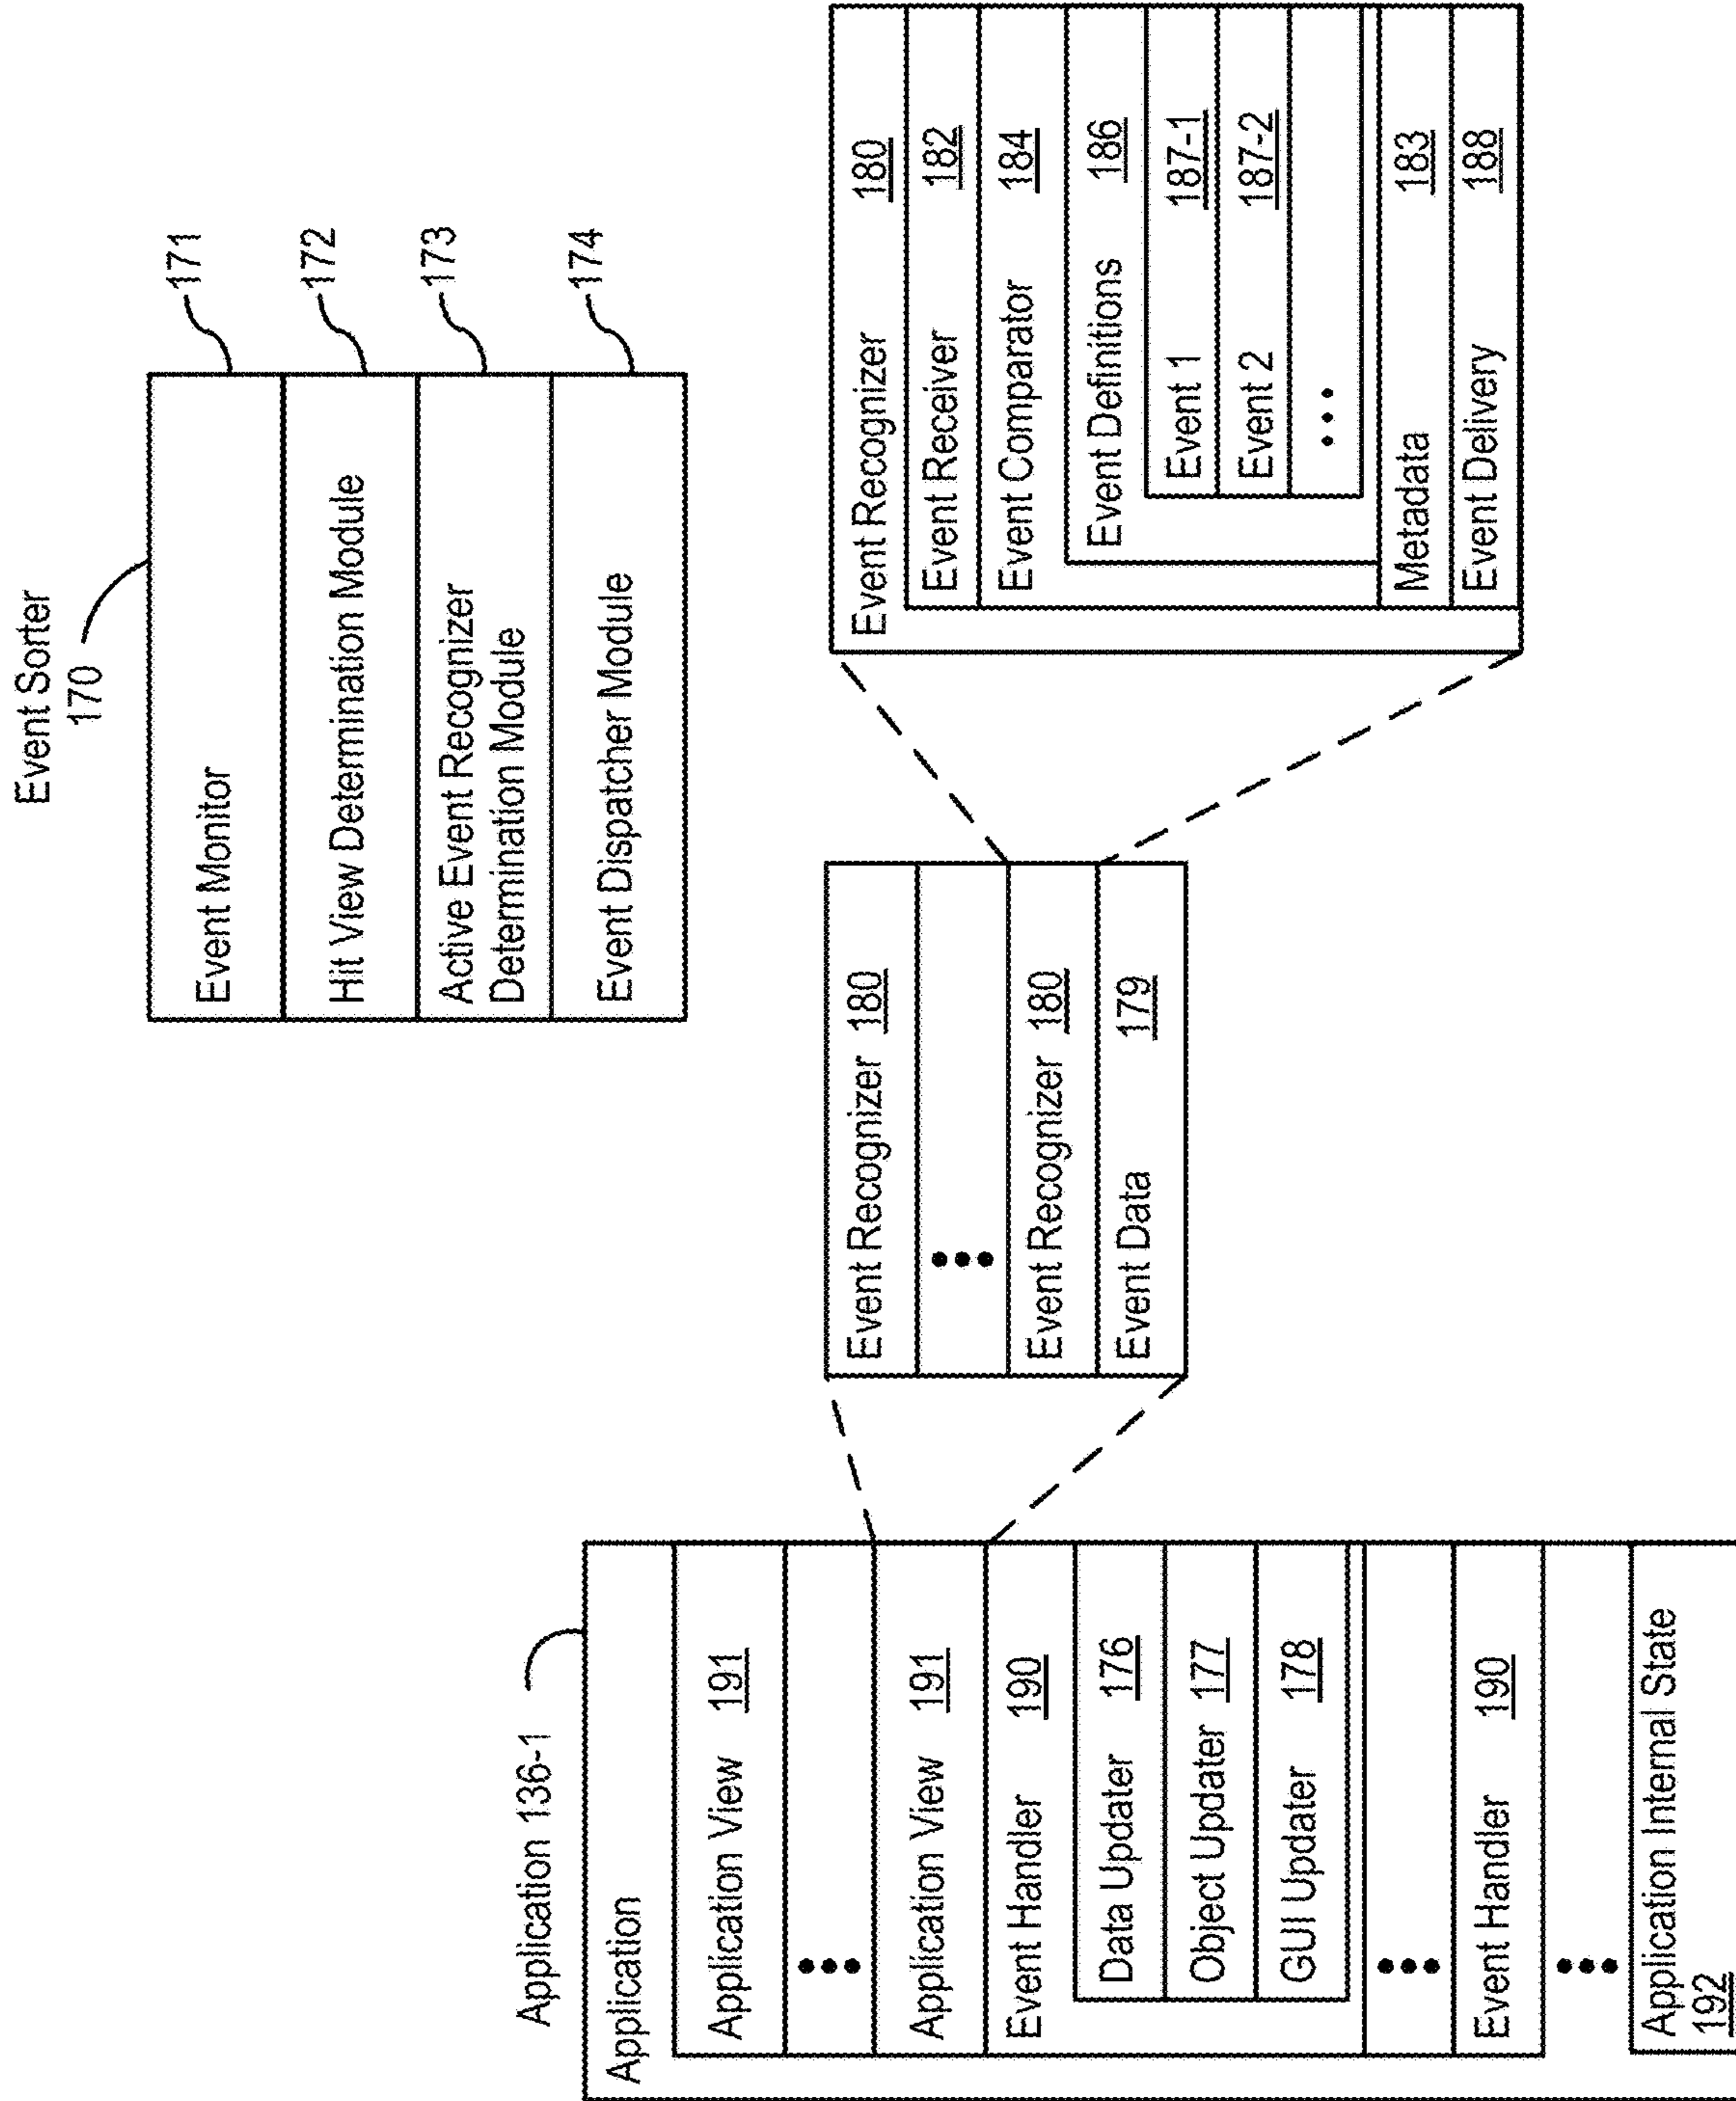 Event Sorter
170
Event Monitor
171
Hit View Determination Module
172
Active Event Recognizer
Determination Module
173
Event Dispatcher Module
174
Application 136-1
Application
Application View 191
•••
Application View 191
Event Handler 190
Data Updater 176
Object Updater 177
GUI Updater 178
•••
Event Handler 190
•••
Application Internal State
192
Event Recognizer 180
•••
Event Recognizer 180
Event Data 179
Event Recognizer 180
Event Receiver 182
Event Comparator 184
Event Definitions 186
Event 1 187-1
Event 2 187-2
•••
Metadata 183
Event Delivery 188